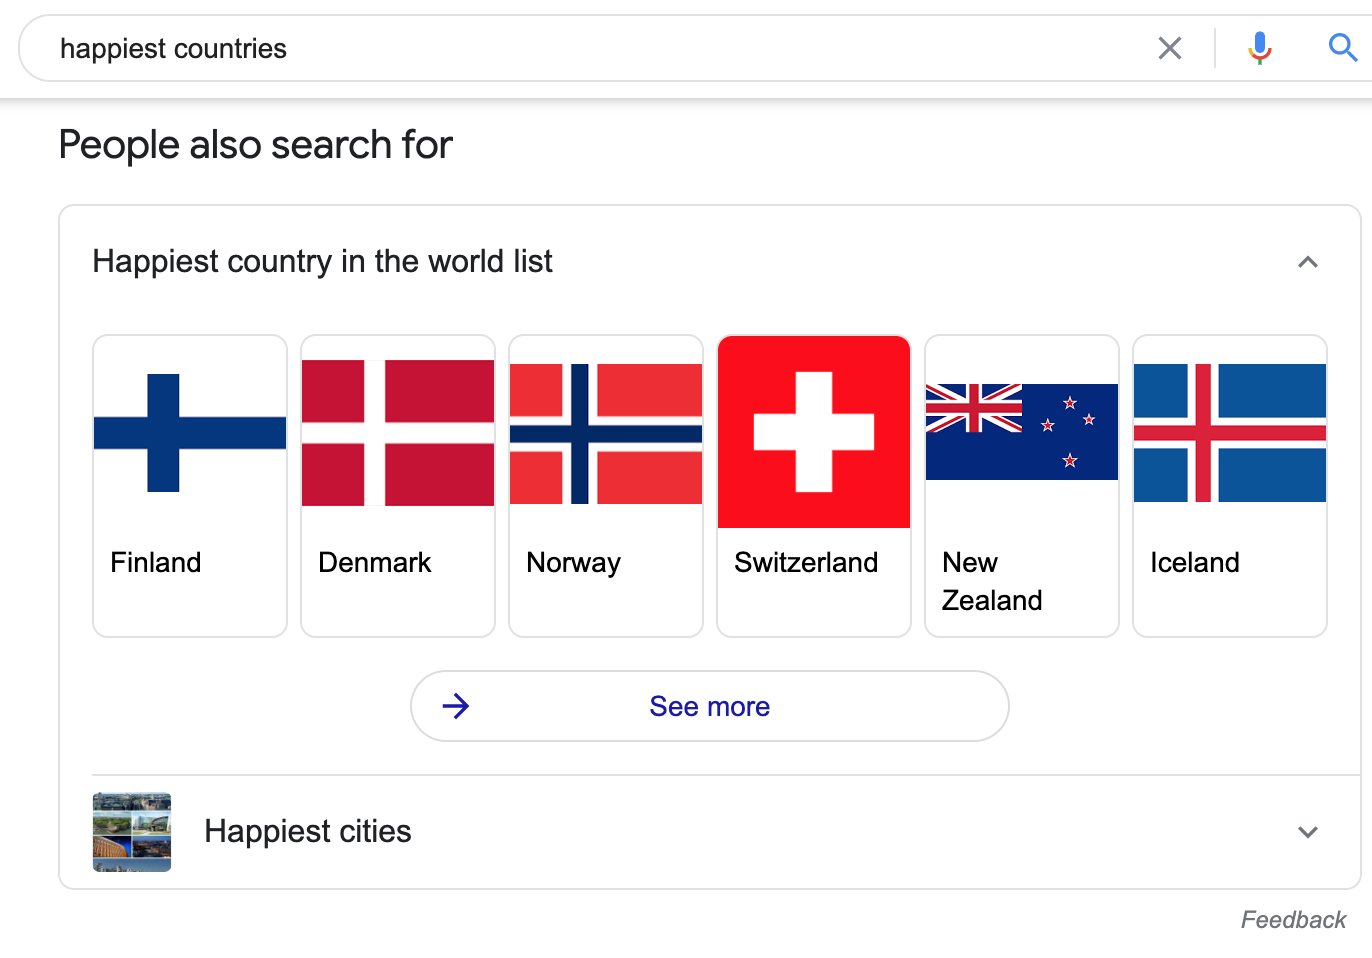 happiest countries
People also search for
Happiest country in the world list
Finland
Denmark
Norway
Switzerland
New
Zealand
Iceland
See more
Happiest cities
Feedback